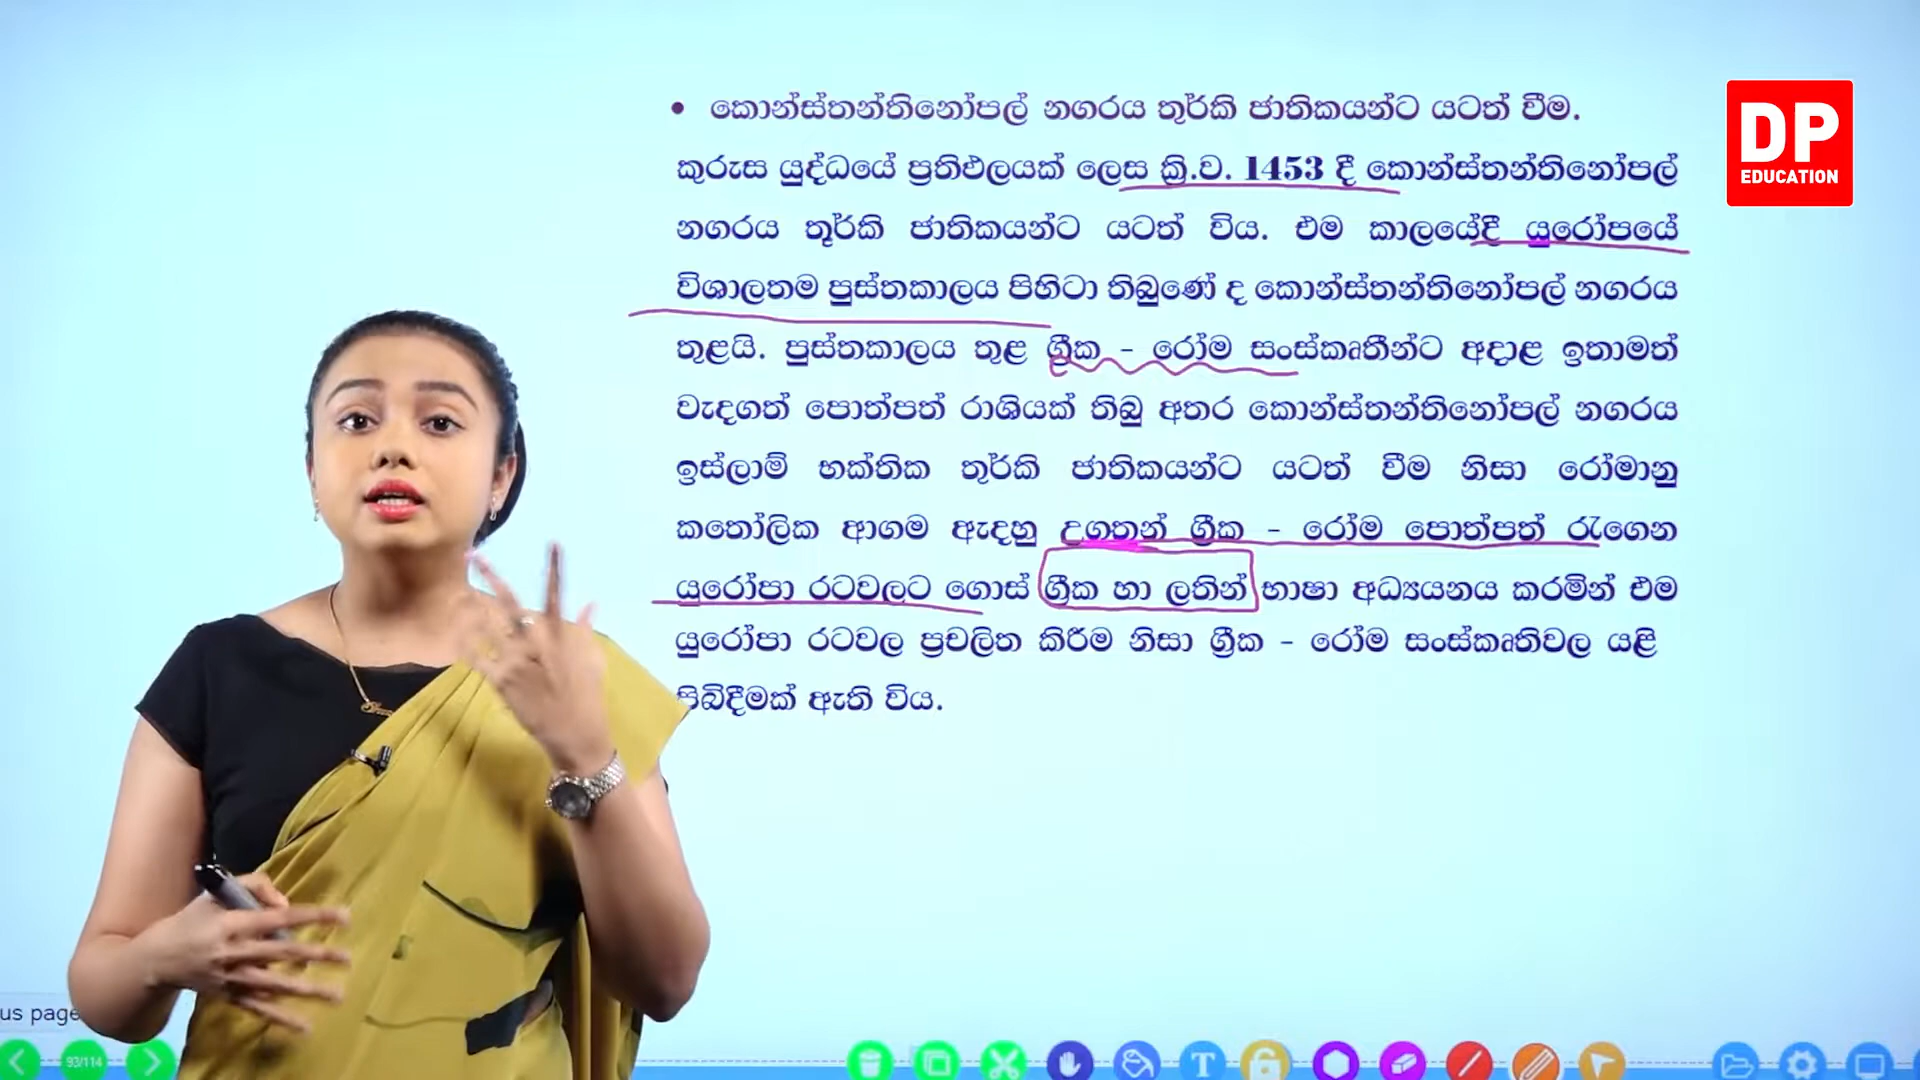 • කොන්ස්තන්තිනෝපල් නගරය තුර්කි ජාතිකයන්ට යටත් වීම.
කුරුස යුද්ධයේ ප්‍රතිඵලයක් ලෙස ක්‍රි.ව. 1453 දී කොන්ස්තන්තිනෝපල්
නගරය තුර්කි ජාතිකයන්ට යටත් විය. එම කාලයේදී යුරෝපයේ
විශාලතම පුස්තකාලය පිහිටා තිබුණේ ද කොන්ස්තන්තිනෝපල් නගරය
තුළයි. පුස්තකාලය තුළ ග්‍රීක - රෝම සංස්කෘතීන්ට අදාළ ඉතාමත්
වැදගත් පොත්පත් රාශියක් තිබු අතර කොන්ස්තන්තිනෝපල් නගරය
ඉස්ලාම් භක්තික තුර්කි ජාතිකයන්ට යටත් වීම නිසා රෝමානු
කතෝලික ආගම ඇදහු උගතුන් ග්‍රීක - රෝම පොත්පත් රැගෙන
යුරෝපා රටවලට ගොස් ග්‍රීක හා ලතින් භාෂා අධ්‍යයනය කරමින් එම
යුරෝපා රටවල ප්‍රචලිත කිරීම නිසා ග්‍රීක - රෝම සංස්කෘතිවල යළි
පිබිදීමක් ඇති විය.
DP
EDUCATION
us page
93/114
T